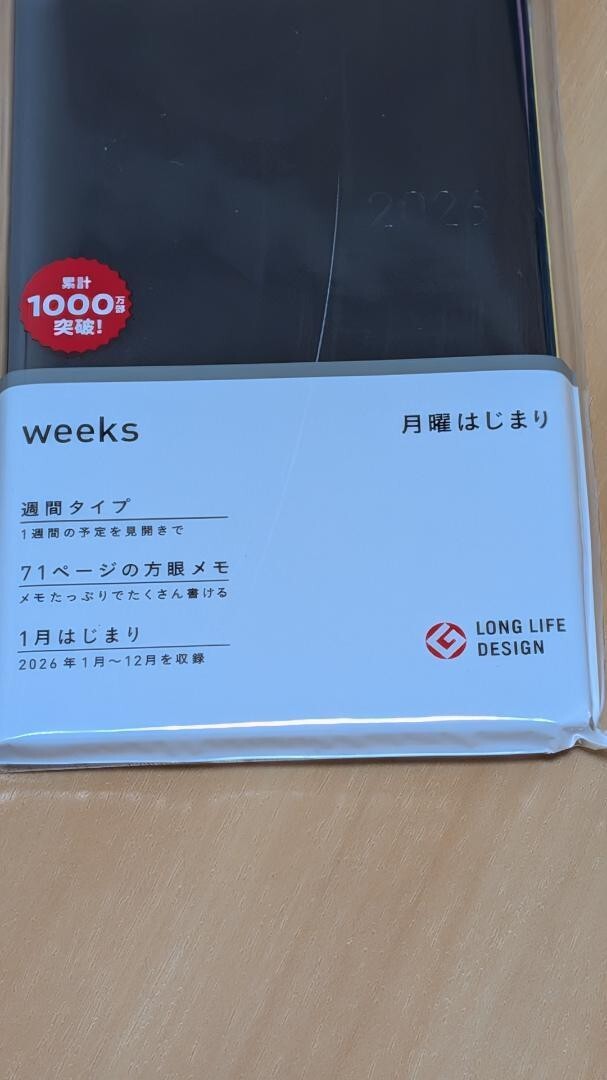 2026
累計
1000万部
突破!
weeks
月曜はじまり
週間タイプ
1週間の予定を見開きで
71ページの方眼メモ
メモたっぷりでたくさん書ける
1月はじまり
2026年1月〜12月を収録
LONG LIFE
DESIGN